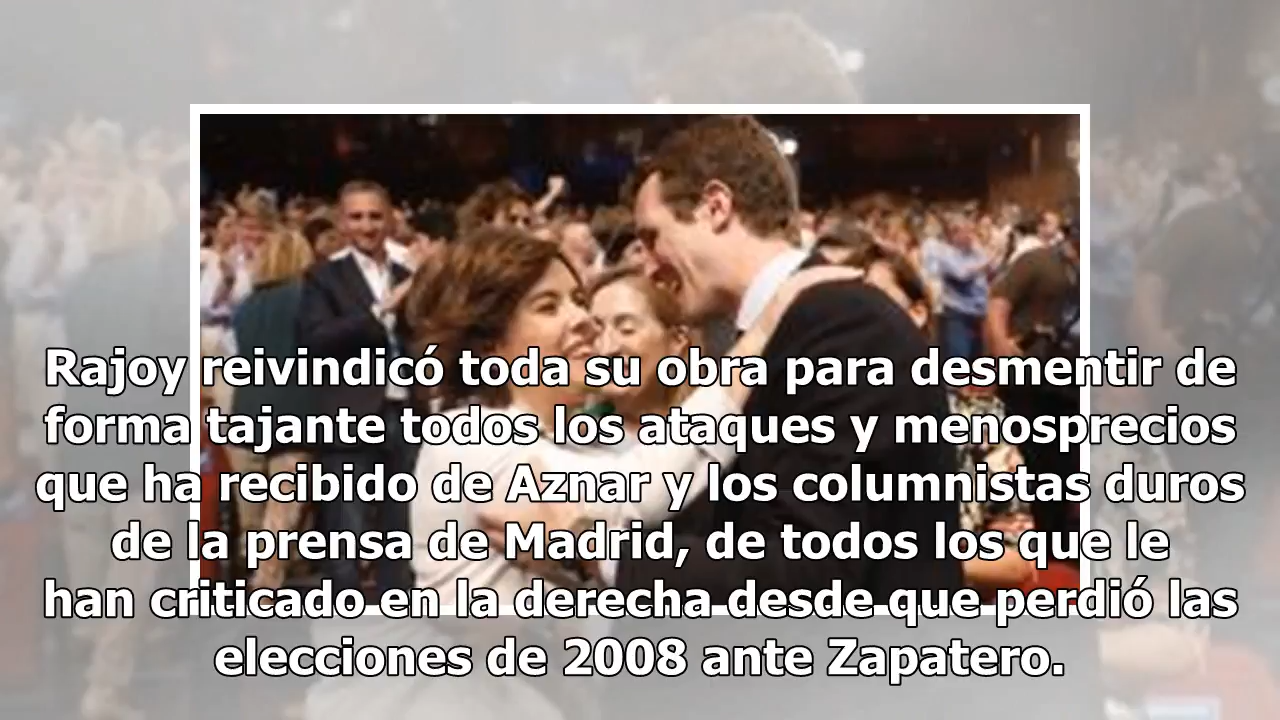 Rajoy reivindicó toda su obra para desmentir de
forma tajante todos los ataques y menosprecios
que ha recibido de Aznar y los columnistas duros
de la prensa de Madrid, de todos los que le
han criticado en la derecha desde que perdió las
elecciones de 2008 ante Zapatero.